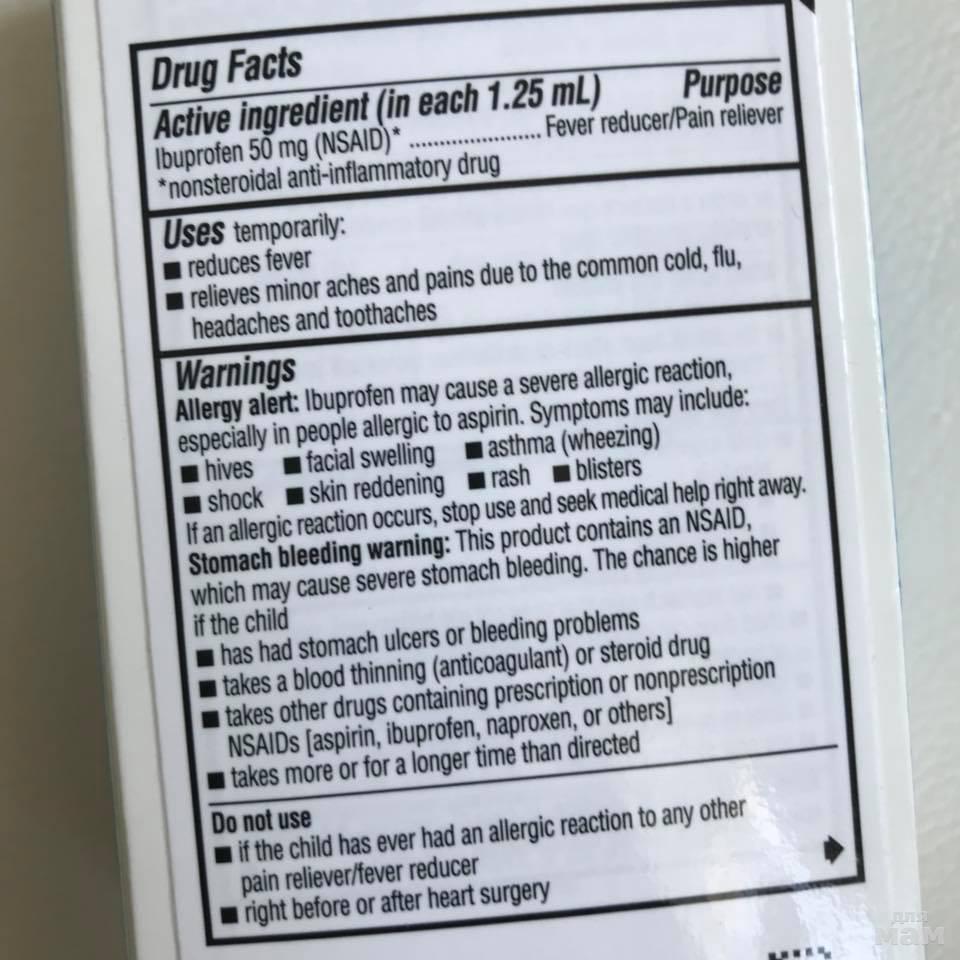 Drug Facts
Active ingredient (in each 1.25 mL) Purpose
Ibuprofen 50 mg (NSAID)* ........................ Fever reducer/Pain reliever
*nonsteroidal anti-inflammatory drug
Uses temporarily:
■ reduces fever
■ relieves minor aches and pains due to the common cold, flu,
headaches and toothaches
Warnings
Allergy alert: Ibuprofen may cause a severe allergic reaction,
especially in people allergic to aspirin. Symptoms may include:
■ hives ■ facial swelling ■ asthma (wheezing)
■ shock ■ skin reddening ■ rash ■ blisters
If an allergic reaction occurs, stop use and seek medical help right away.
Stomach bleeding warning: This product contains an NSAID,
which may cause severe stomach bleeding. The chance is higher
if the child
■ has had stomach ulcers or bleeding problems
■ takes a blood thinning (anticoagulant) or steroid drug
■ takes other drugs containing prescription or nonprescription
NSAIDs [aspirin, ibuprofen, naproxen, or others]
■ takes more or for a longer time than directed
Do not use
■ if the child has ever had an allergic reaction to any other
pain reliever/fever reducer
■ right before or after heart surgery
для
мам